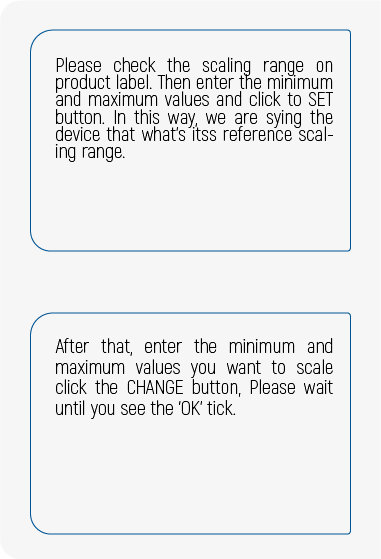 Please check the scaling range on
product label. Then enter the minimum
and maximum values and click to SET
button. In this way, we are sying the
device that what's itss reference scal-
ing range.
After that, enter the minimum and
maximum values you want to scale
click the CHANGE button, Please wait
until you see the 'OK' tick.